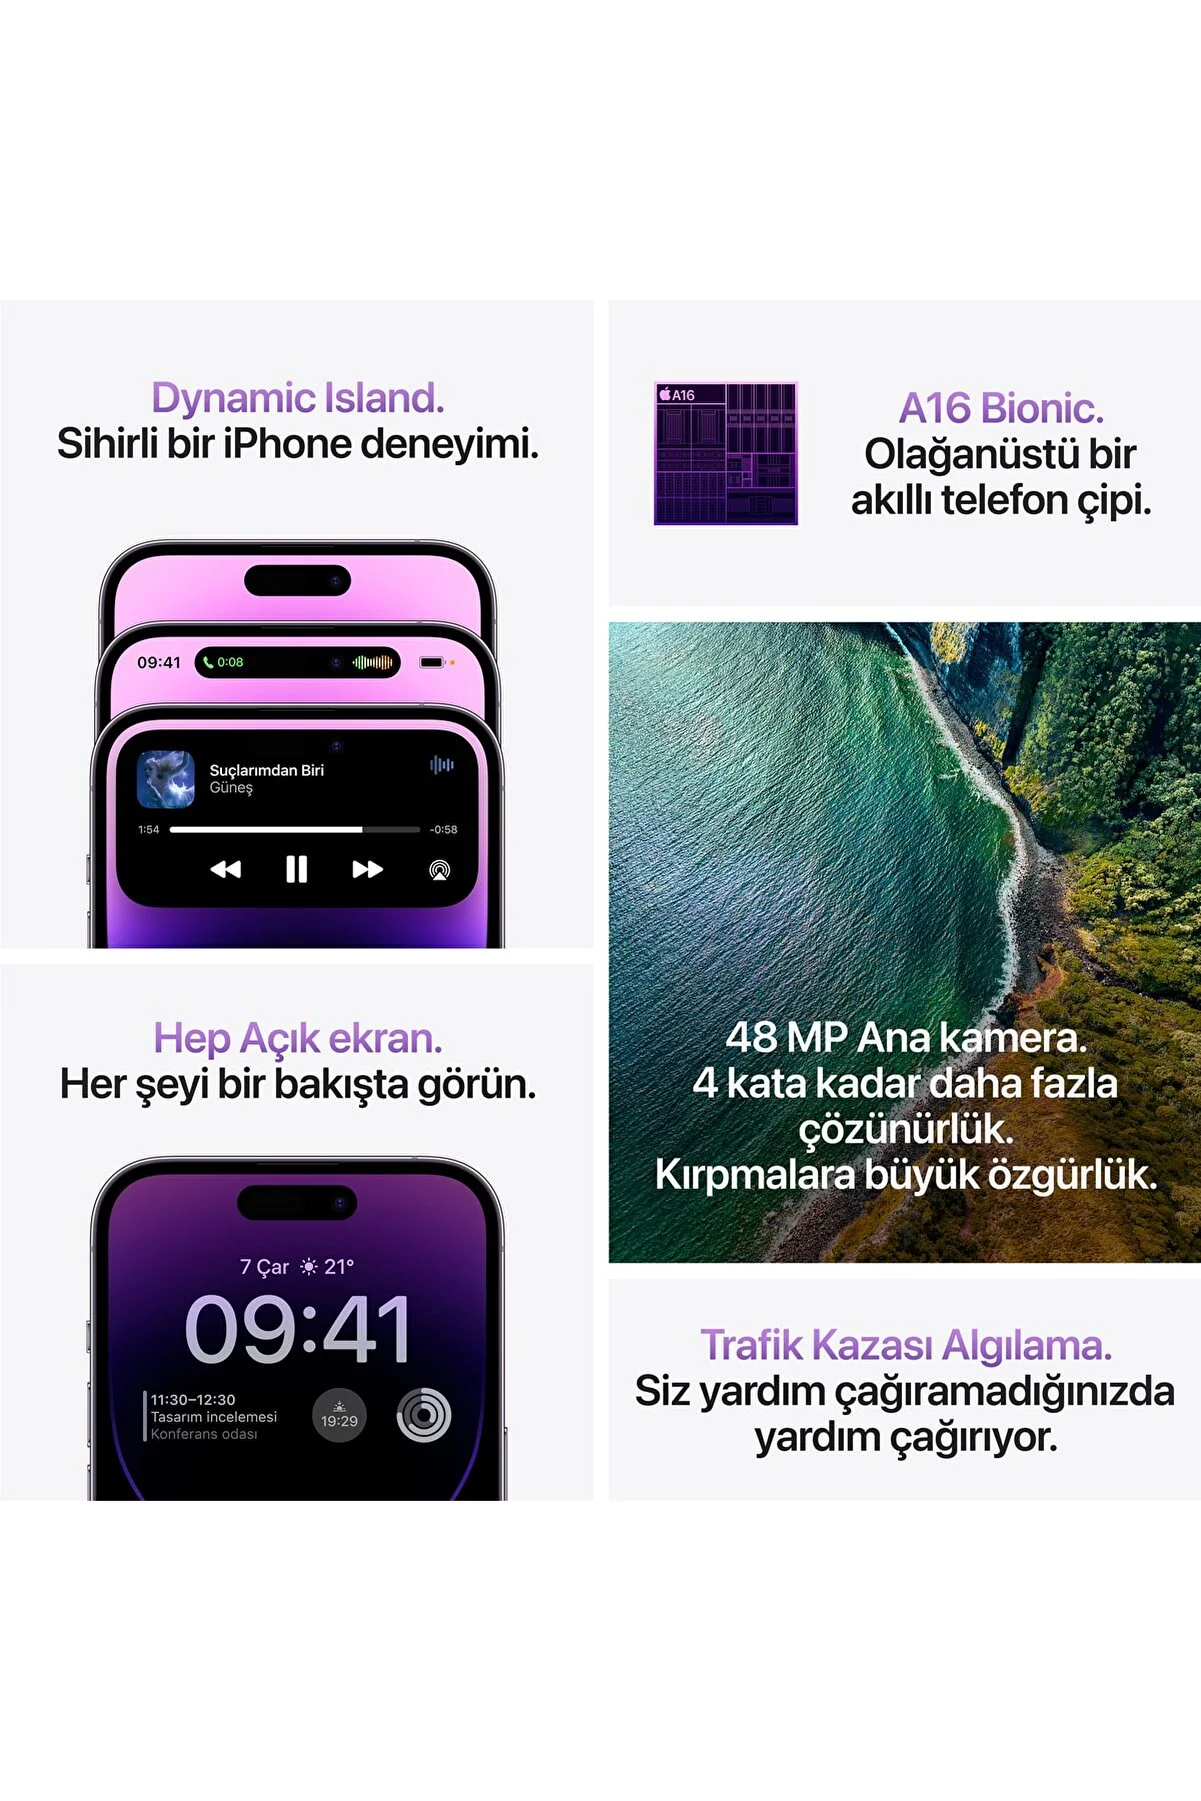 Dynamic Island.
Sihirli bir iPhone deneyimi.
09:41
0:08
Suçlarımdan Biri
Güneş
1:54
-0:58
Hep Açık ekran.
Her şeyi bir bakışta görün.
7 Çar 21°
09:41
11:30–12:30
Tasarım incelemesi
Konferans odası
19:29
A16
A16 Bionic.
Olağanüstü bir
akıllı telefon çipi.
48 MP Ana kamera.
4 kata kadar daha fazla
çözünürlük.
Kırpmalara büyük özgürlük.
Trafik Kazası Algılama.
Siz yardım çağıramadığınızda
yardım çağırıyor.